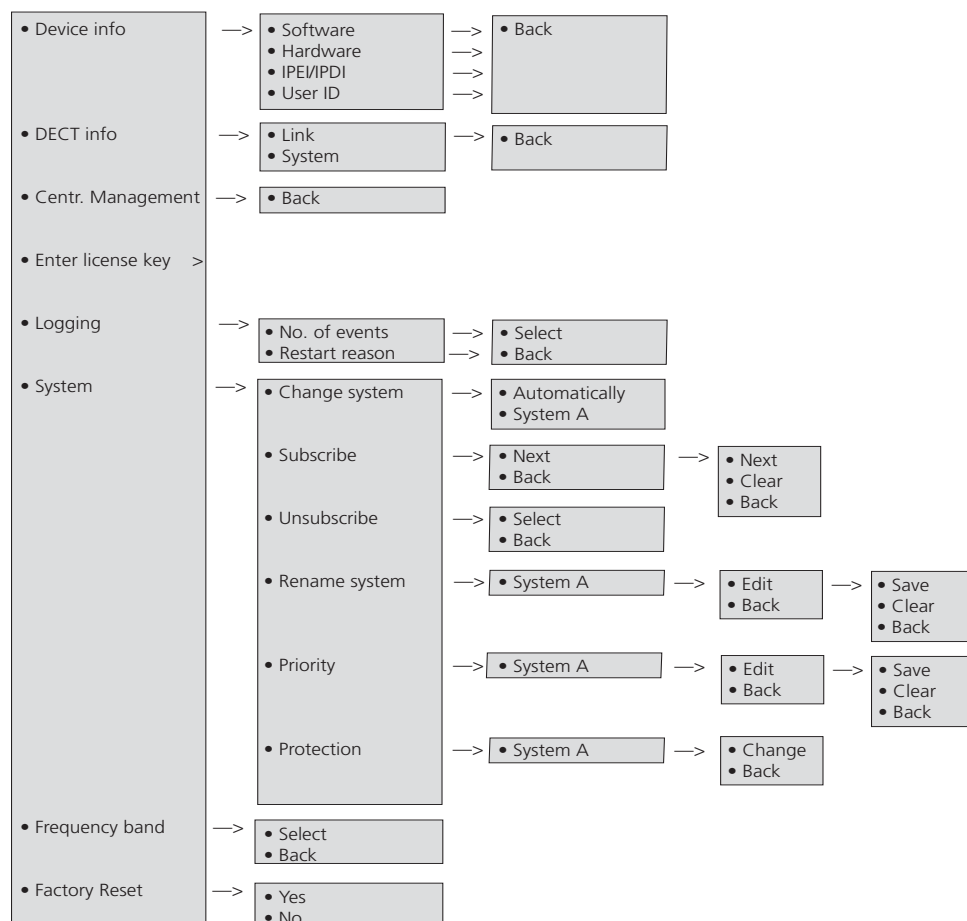 • Device info —> • Software —> • Back
• Hardware —>
• IPEI/IPDI —>
• User ID —>
• DECT info —> • Link —> • Back
• System
• Centr. Management —> • Back
• Enter license key >
• Logging —> • No. of events —> • Select
• Restart reason —> • Back
• System —> • Change system —> • Automatically
• System A
• Subscribe —> • Next —> • Next
• Back • Clear
• Back
• Unsubscribe —> • Select
• Back
• Rename system —> • System A —> • Edit —> • Save
• Back • Clear
• Back
• Priority —> • System A —> • Edit —> • Save
• Back • Clear
• Back
• Protection —> • System A —> • Change
• Back
• Frequency band —> • Select
• Back
• Factory Reset —> • Yes
• No